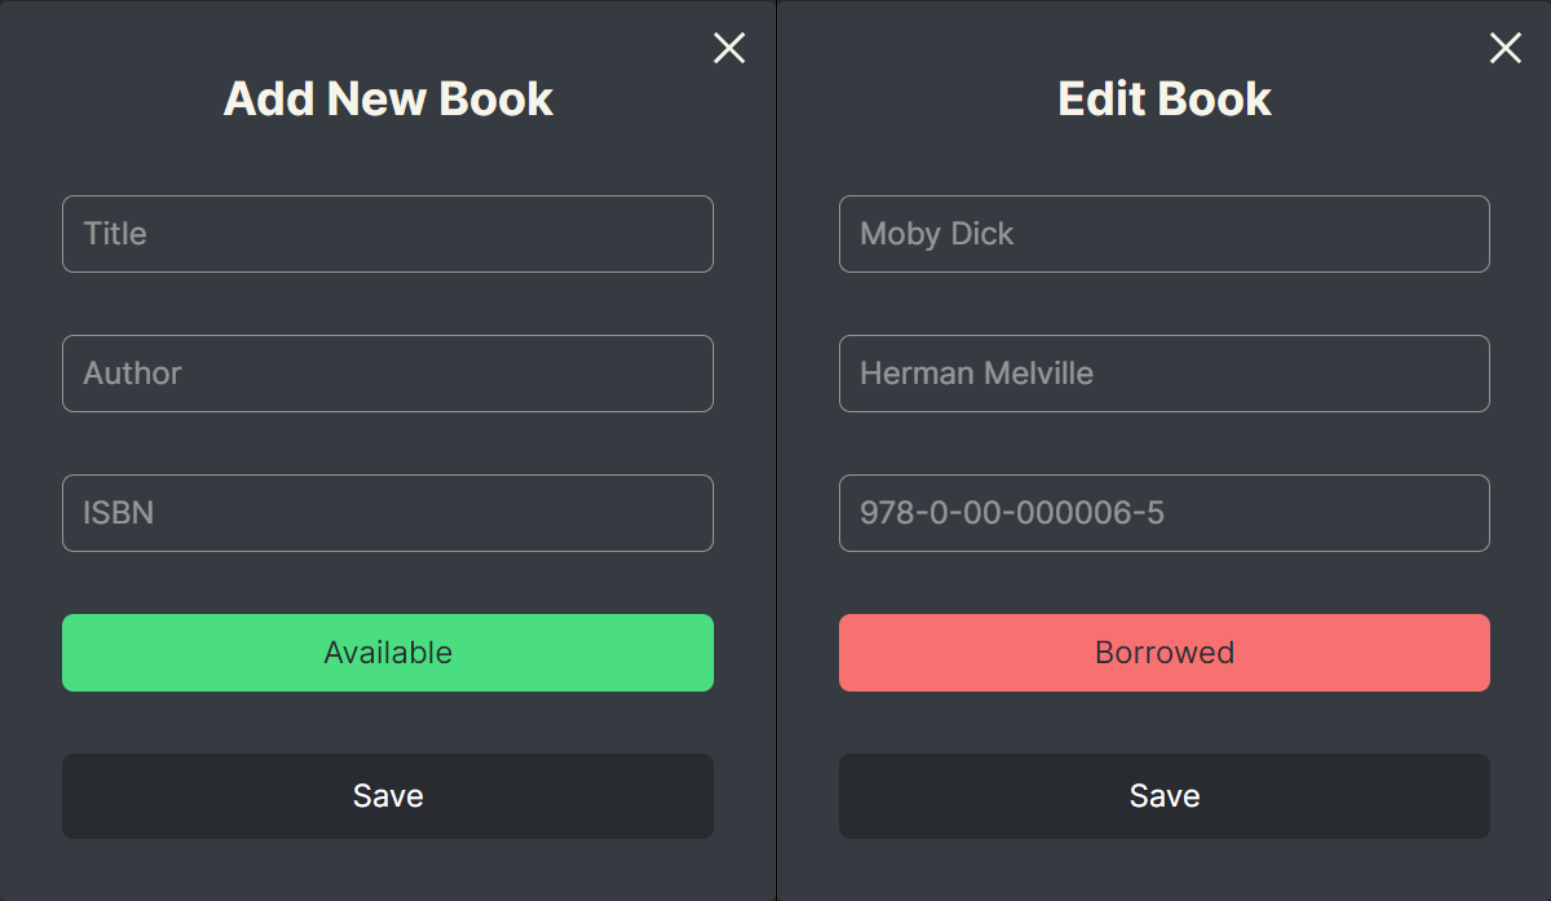 Add New Book
Title
Author
ISBN
Available
Save
Edit Book
Moby Dick
Herman Melville
978-0-00-000006-5
Borrowed
Save